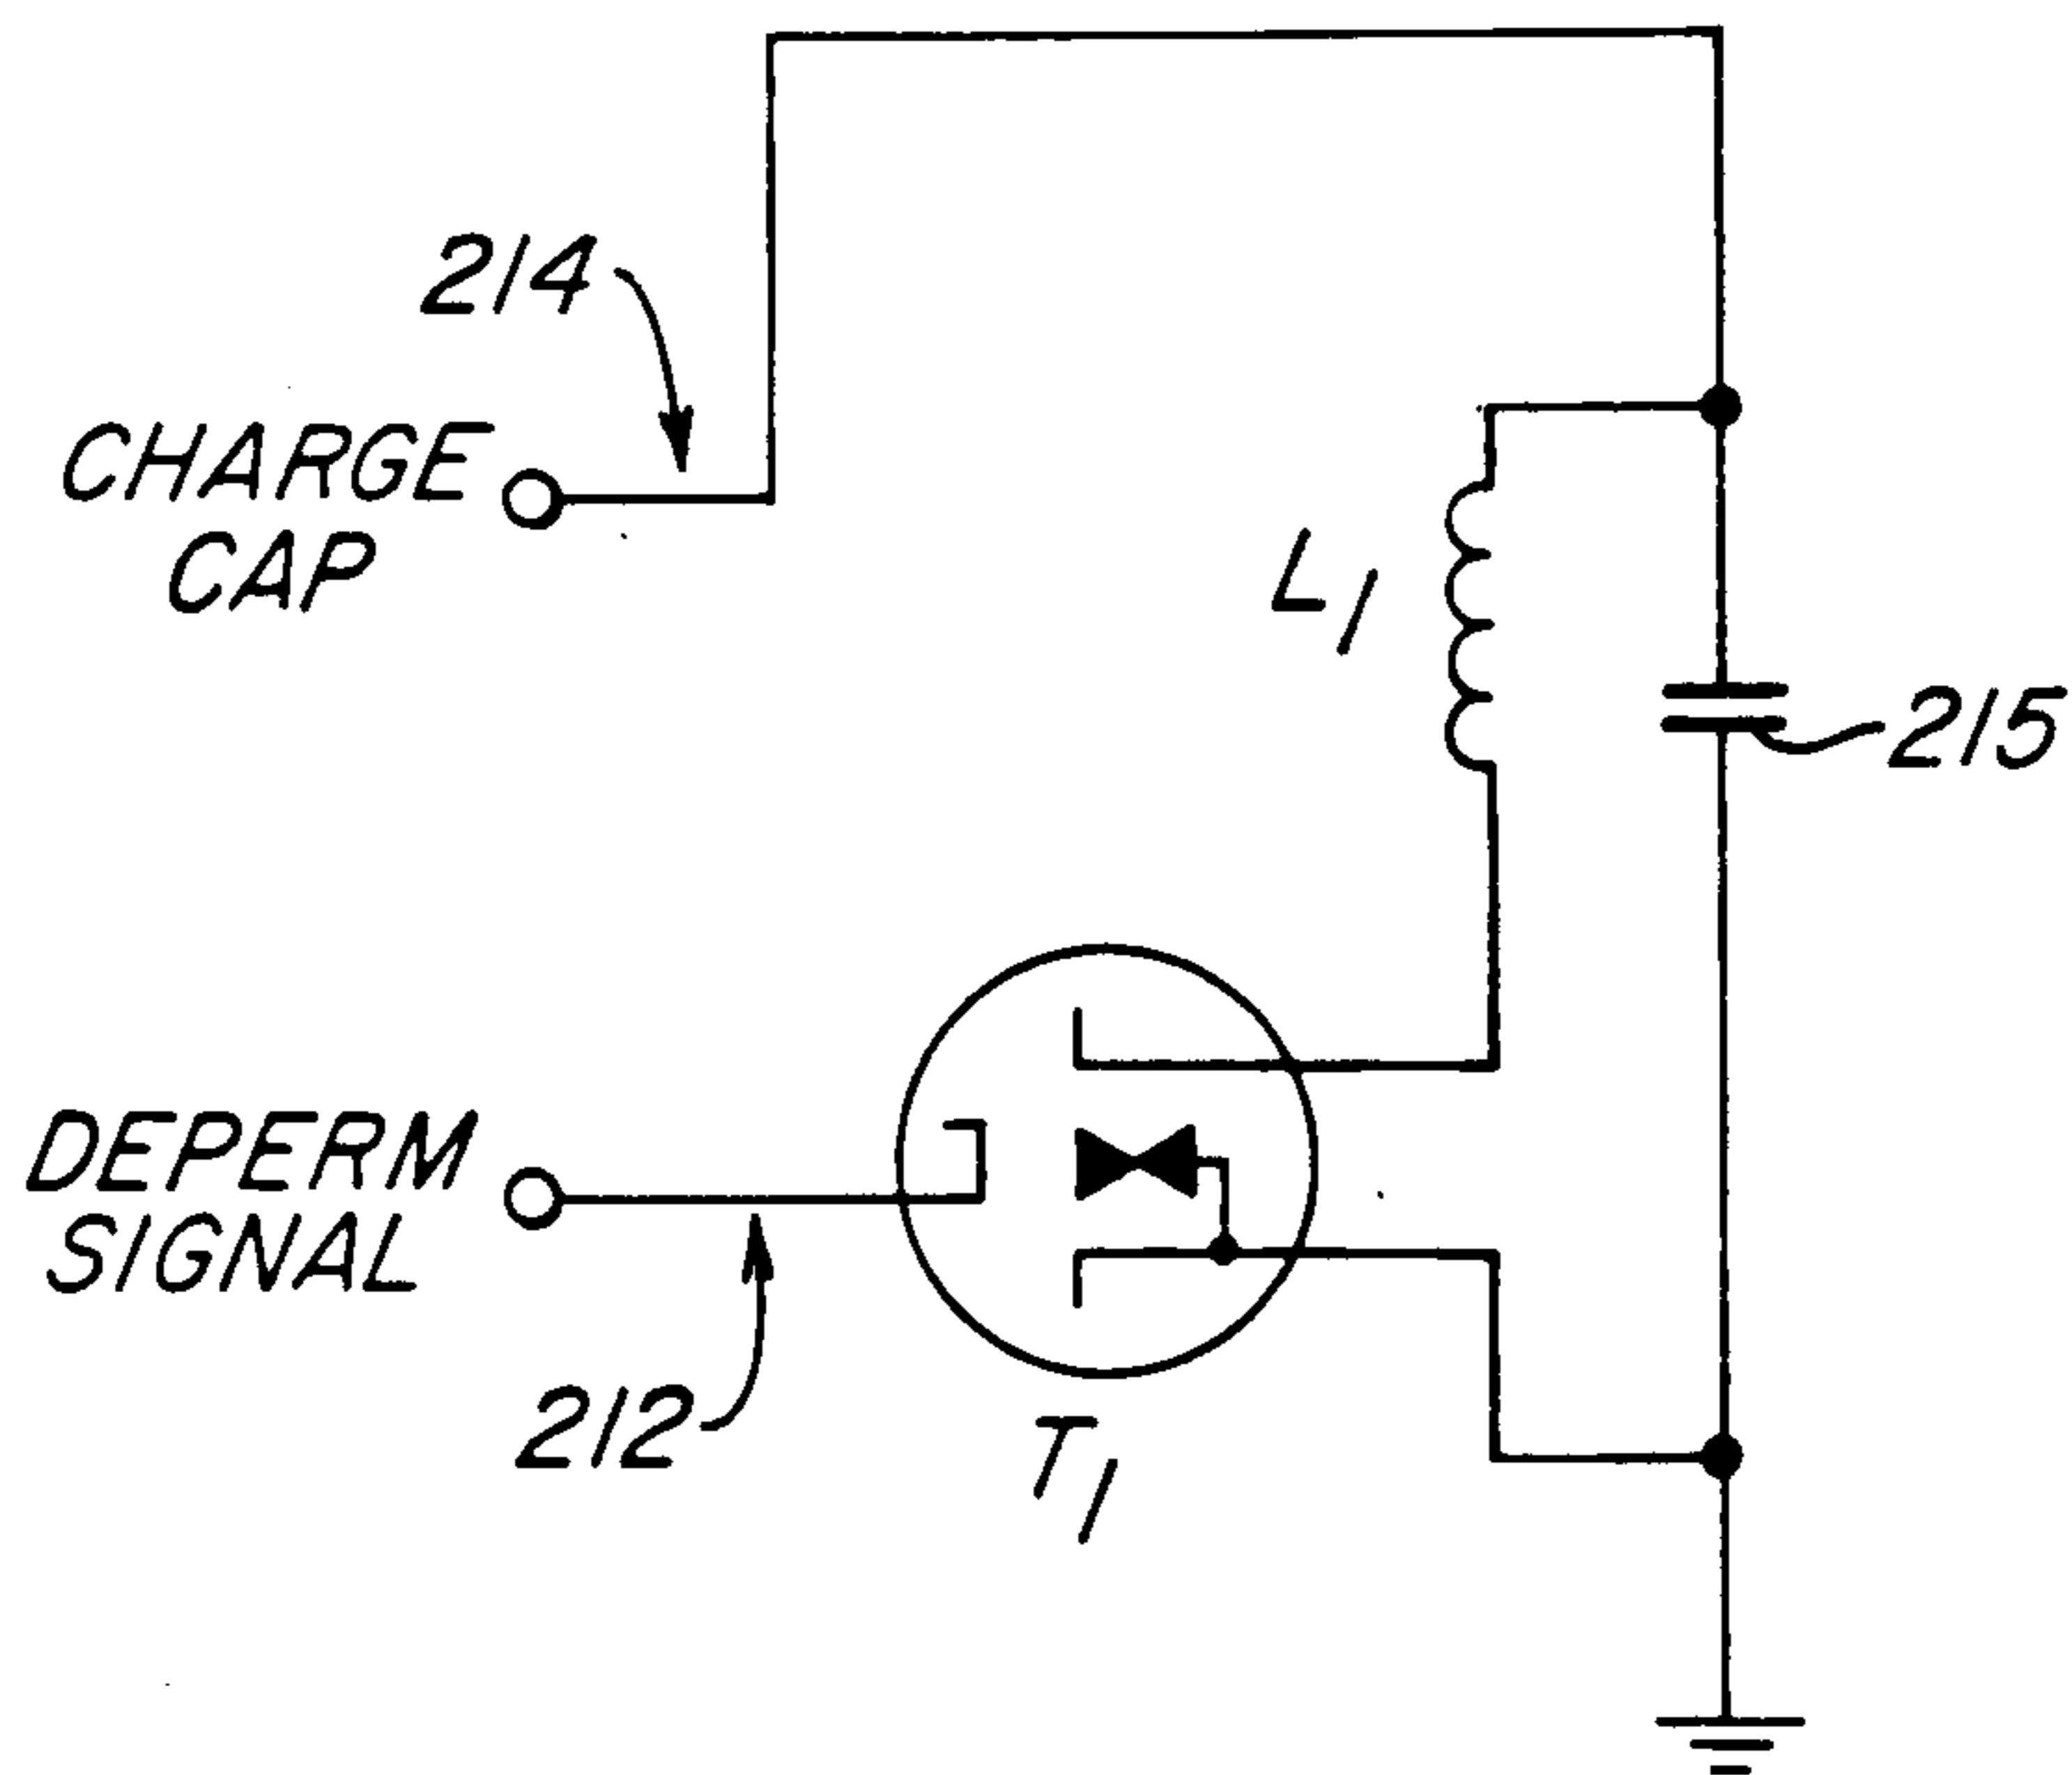 214
CHARGE
CAP
L1
215
DEPERM
SIGNAL
212
T1